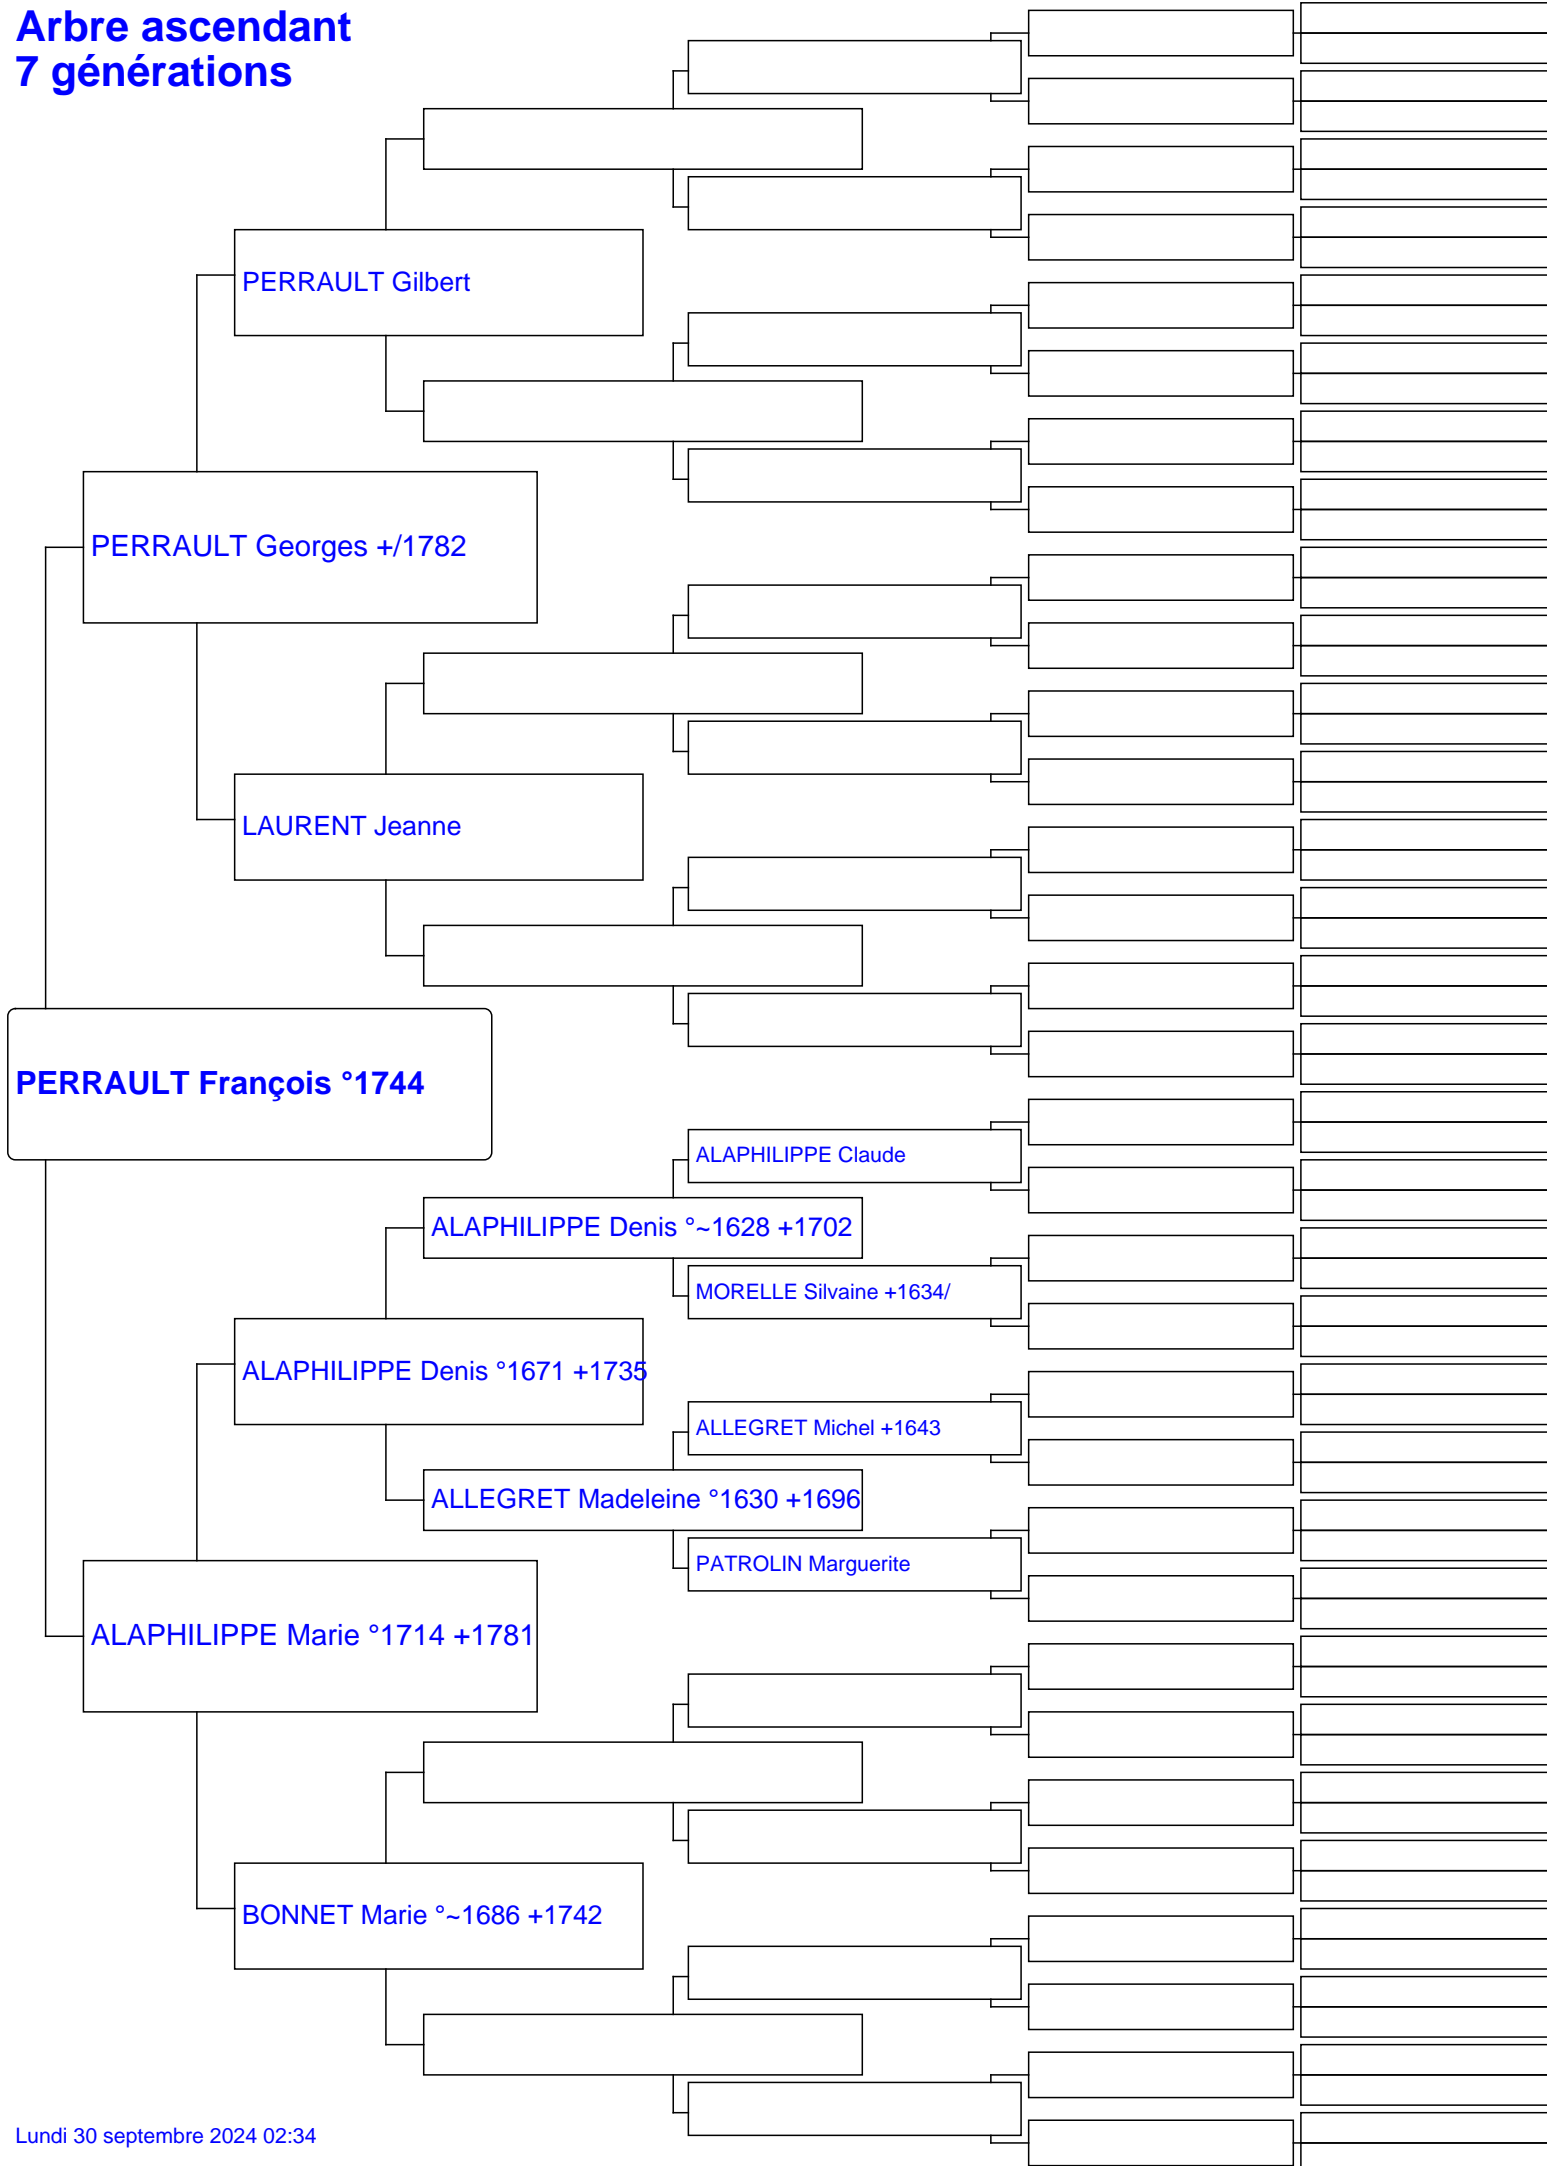 Arbre ascendant
7 générations
PERRAULT Gilbert
PERRAULT Georges +/1782
LAURENT Jeanne
PERRAULT François °1744
ALAPHILIPPE Claude
ALAPHILIPPE Denis °~1628 +1702
MORELLE Silvaine +1634/
ALAPHILIPPE Denis °1671 +1735
ALLEGRET Michel +1643
ALLEGRET Madeleine °1630 +1696
PATROLIN Marguerite
ALAPHILIPPE Marie °1714 +1781
BONNET Marie °~1686 +1742
Lundi 30 septembre 2024 02:34